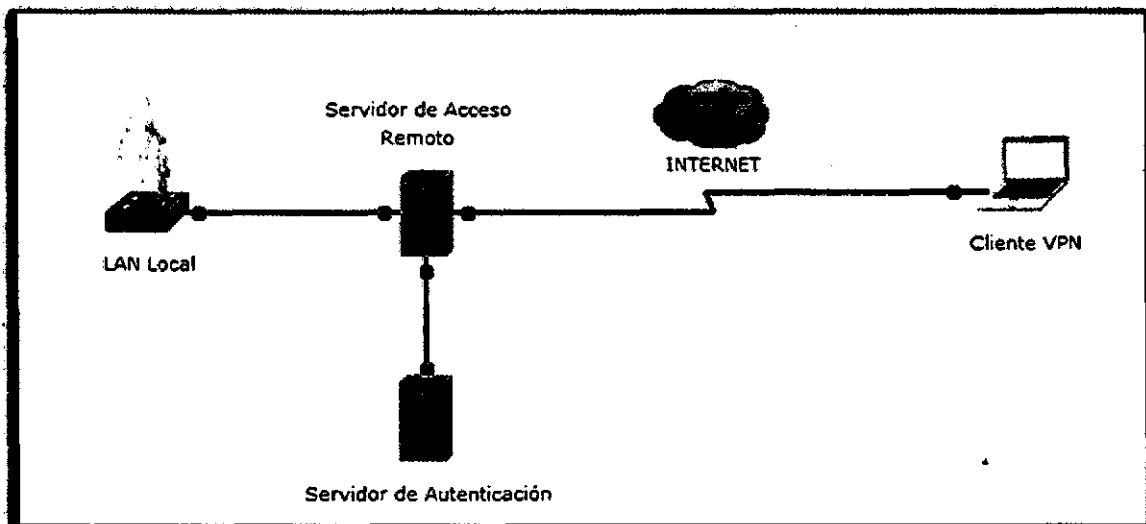 Servidor de Acceso
Remoto
INTERNET
LAN Local
Cliente VPN
Servidor de Autenticación